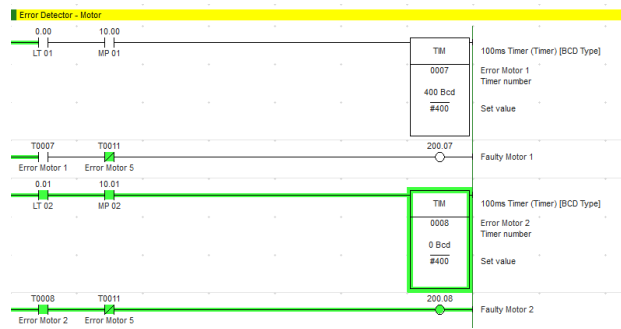 Error Detector - Motor
0.00 10.00
LT 01 MP 01
TIM 100ms Timer (Timer) [BCD Type]
0007 Error Motor 1
Timer number
400 Bcd
#400 Set value
T0007 T0011 200.07
Faulty Motor 1
Error Motor 1 Error Motor 5
0.01 10.01
LT 02 MP 02
TIM 100ms Timer (Timer) [BCD Type]
0008 Error Motor 2
Timer number
0 Bcd
#400 Set value
T0008 T0011 200.08
Faulty Motor 2
Error Motor 2 Error Motor 5